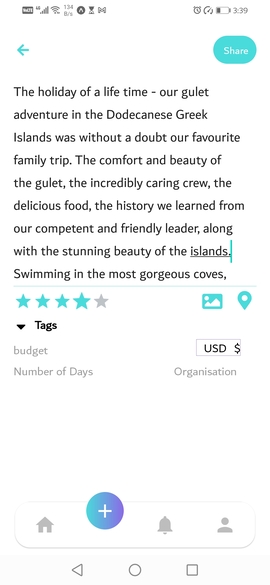 134
B/s
3:39
Share
The holiday of a life time - our gulet
adventure in the Dodecanese Greek
Islands was without a doubt our favourite
family trip. The comfort and beauty of
the gulet, the incredibly caring crew, the
delicious food, the history we learned from
our competent and friendly leader, along
with the stunning beauty of the islands.
Swimming in the most gorgeous coves,
Tags
budget
USD $
Number of Days
Organisation